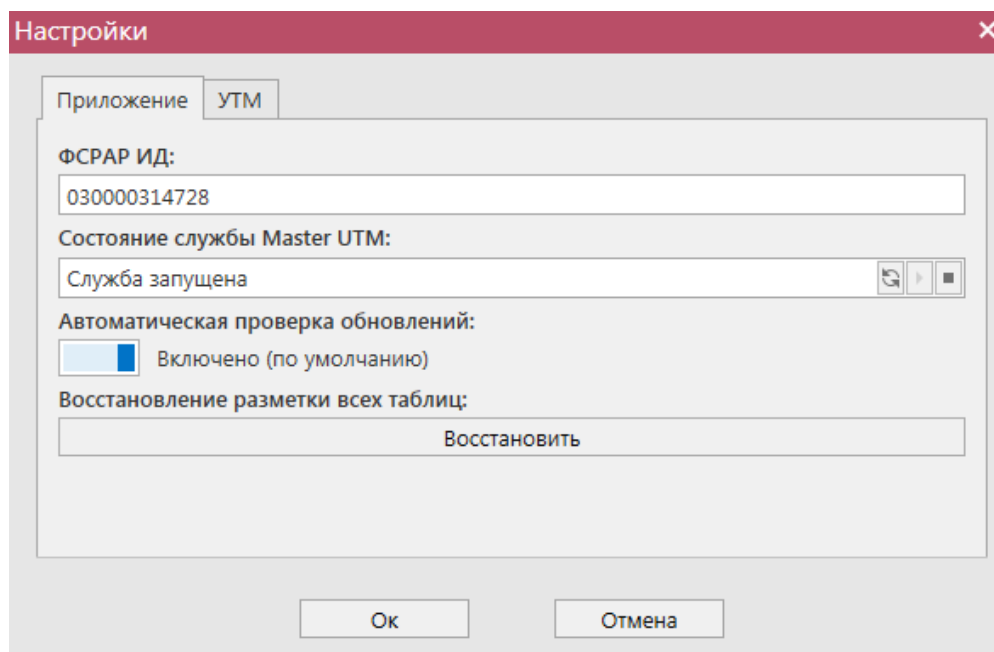 Настройки
Приложение УТМ
ФСРАР ИД:
030000314728
Состояние службы Master UTM:
Служба запущена
Автоматическая проверка обновлений:
Включено (по умолчанию)
Восстановление разметки всех таблиц:
Восстановить
Ок Отмена